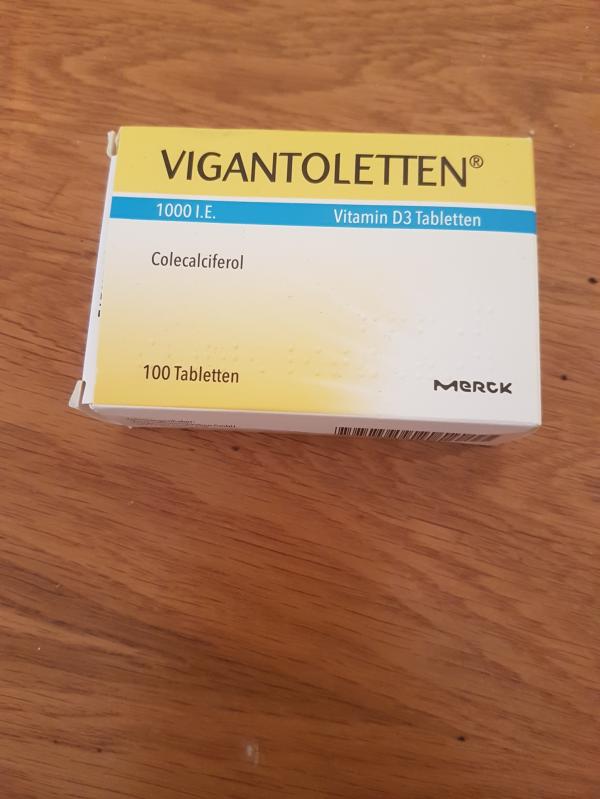 VIGANTOLETTEN®
1000 I.E. Vitamin D3 Tabletten
Colecalciferol
100 Tabletten
MERCK